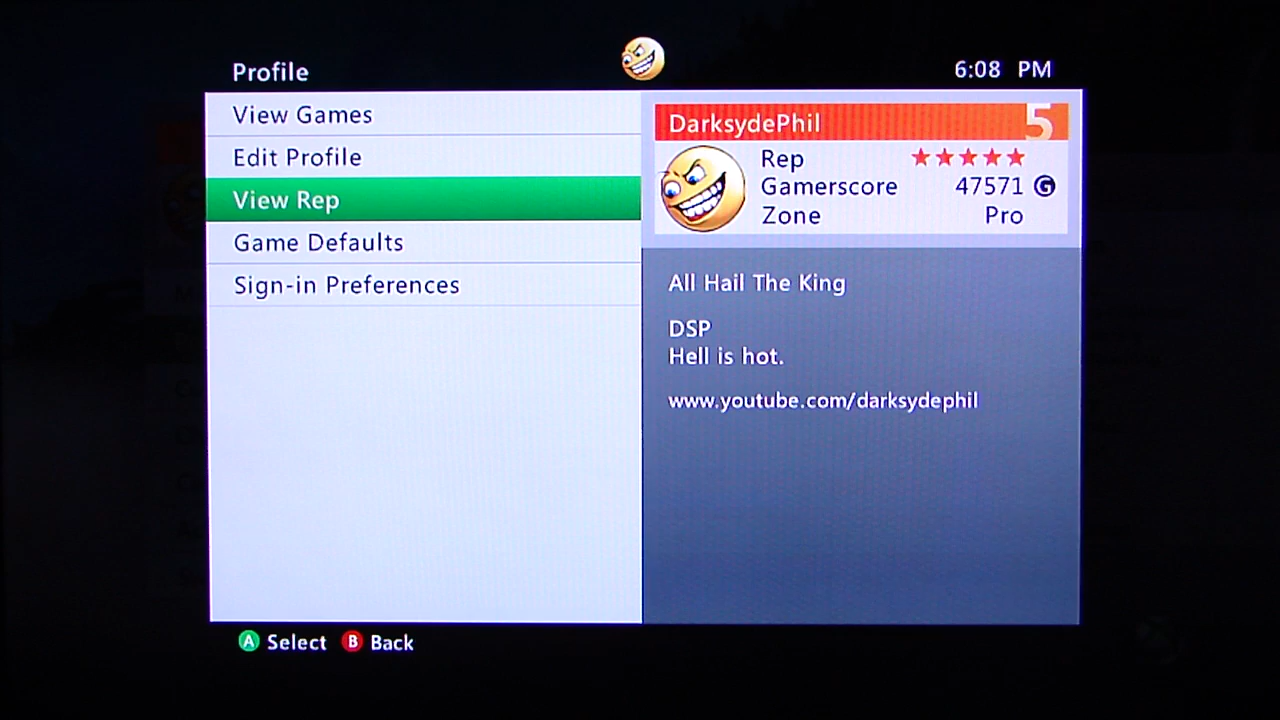 Profile
6:08 PM
View Games
Edit Profile
View Rep
Game Defaults
Sign-in Preferences
DarksydePhil 5
Rep
Gamerscore 47571 G
Zone Pro
All Hail The King
DSP
Hell is hot.
www.youtube.com/darksydephil
A Select B Back